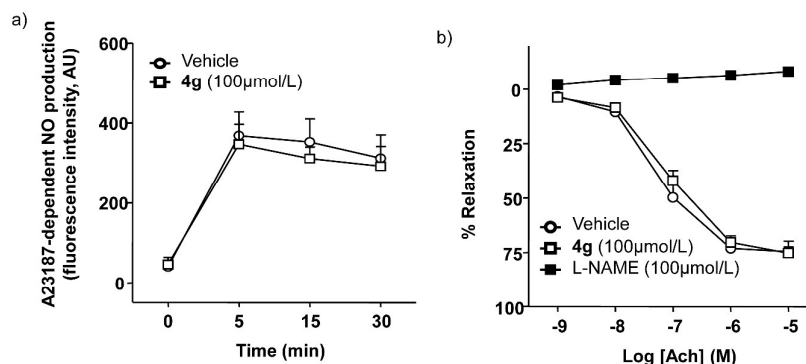 a)
A23187-dependent NO production
(fluorescence intensity, AU)
600
400
200
0
Vehicle
4g (100µmol/L)
0 5 15 30
Time (min)
b)
% Relaxation
0
25
50
75
100
Vehicle
4g (100µmol/L)
L-NAME (100µmol/L)
-9 -8 -7 -6 -5
Log [Ach] (M)